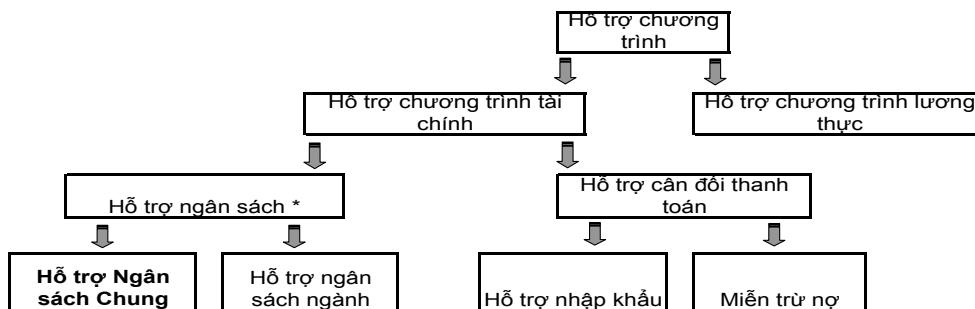 Hỗ trợ chương
trình
Hỗ trợ chương trình tài
chính
Hỗ trợ chương trình lương
thực
Hỗ trợ ngân sách *
Hỗ trợ cân đối thanh
toán
Hỗ trợ Ngân
sách Chung
Hỗ trợ ngân
sách ngành
Hỗ trợ nhập khẩu
Miễn trừ nợ